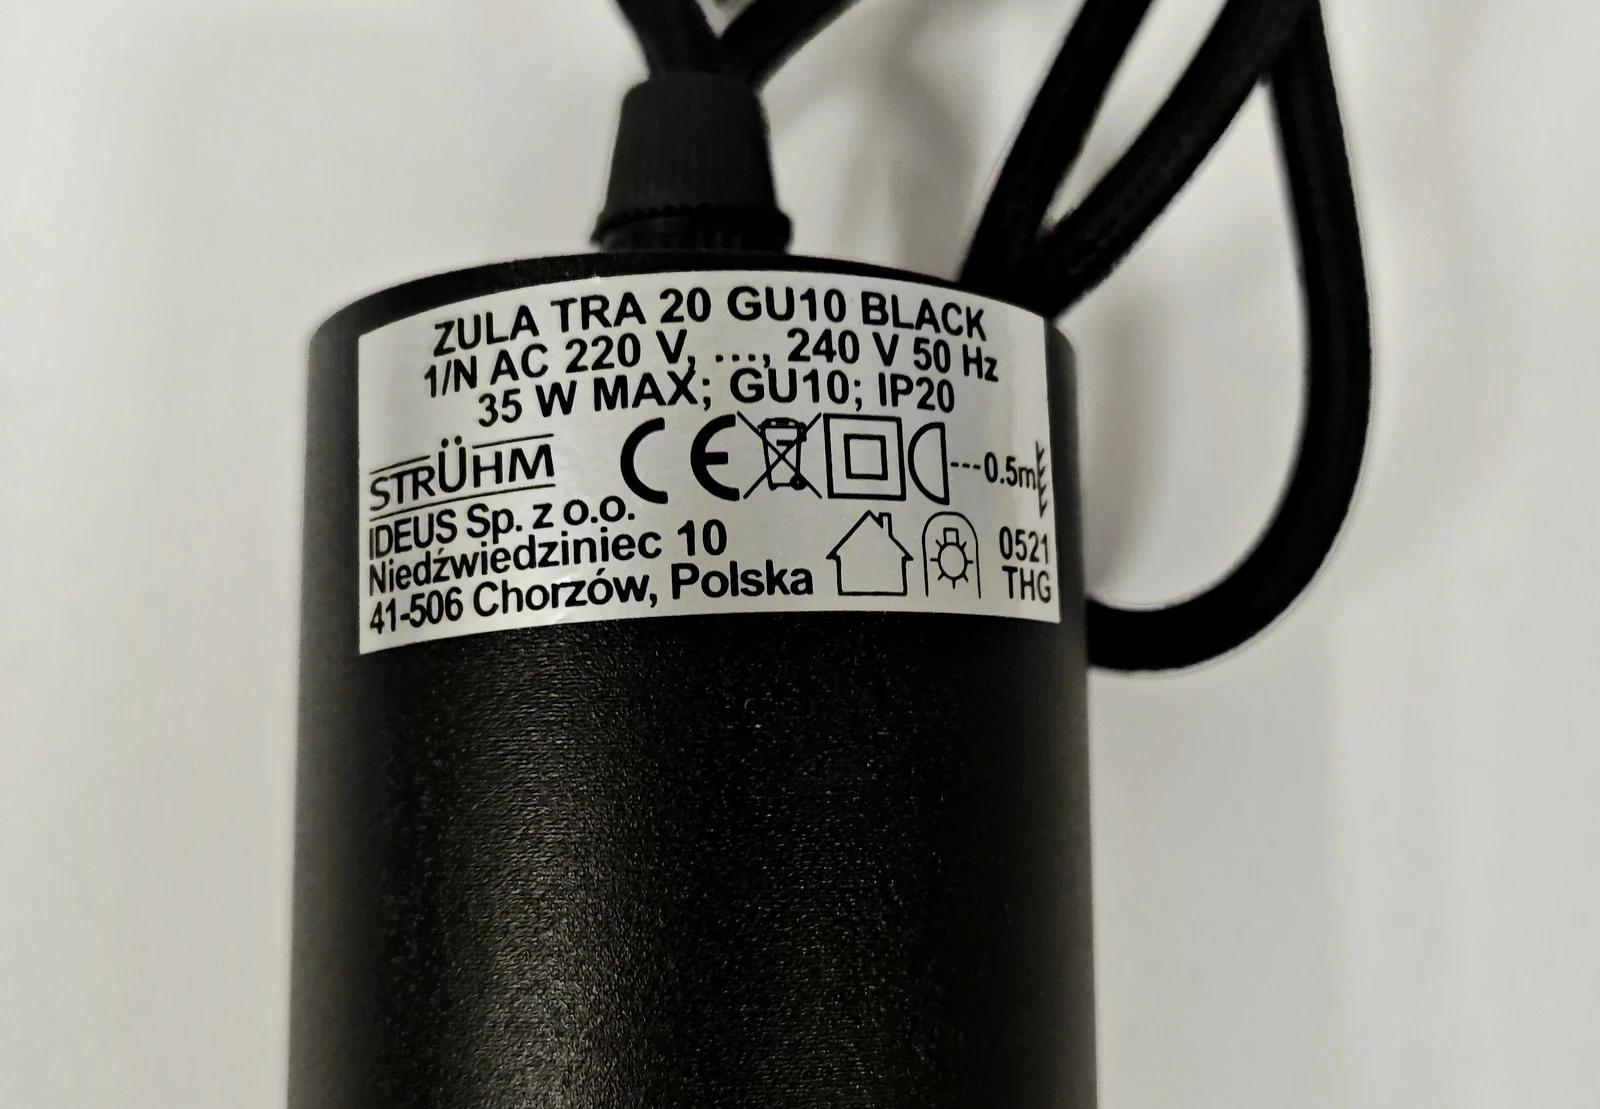 ZULA TRA 20 GU10 BLACK
1/N AC 220 V, ..., 240 V 50 Hz
35 W MAX; GU10; IP20
STRÜHM
CE
---0.5m
IDEUS Sp. z o.o.
Niedźwiedziniec 10
41-506 Chorzów, Polska
0521
THG